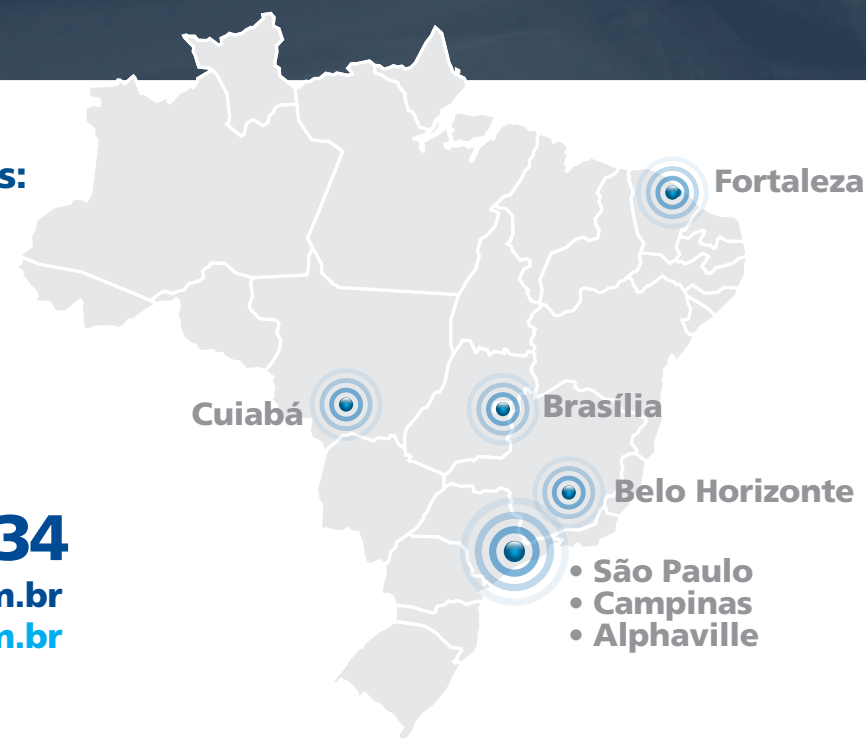 s:
Fortaleza
Cuiabá
Brasília
Belo Horizonte
34
• São Paulo
m.br
• Campinas
m.br
• Alphaville